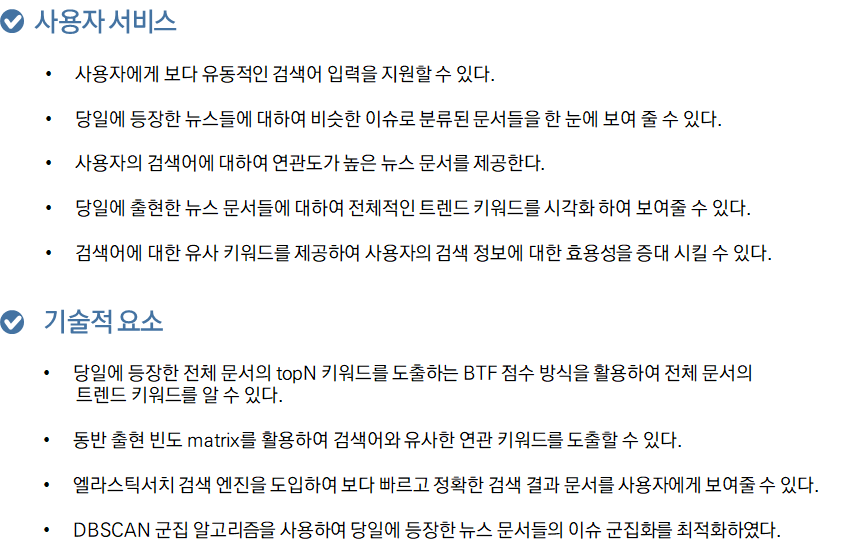 사용자 서비스
• 사용자에게 보다 유동적인 검색어 입력을 지원할 수 있다.
• 당일에 등장한 뉴스들에 대하여 비슷한 이슈로 분류된 문서들을 한 눈에 보여 줄 수 있다.
• 사용자의 검색어에 대하여 연관도가 높은 뉴스 문서를 제공한다.
• 당일에 출현한 뉴스 문서들에 대하여 전체적인 트렌드 키워드를 시각화 하여 보여줄 수 있다.
• 검색어에 대한 유사 키워드를 제공하여 사용자의 검색 정보에 대한 효용성을 증대 시킬 수 있다.
기술적 요소
• 당일에 등장한 전체 문서의 topN 키워드를 도출하는 BTF 점수 방식을 활용하여 전체 문서의
트렌드 키워드를 알 수 있다.
• 동반 출현 빈도 matrix를 활용하여 검색어와 유사한 연관 키워드를 도출할 수 있다.
• 엘라스틱서치 검색 엔진을 도입하여 보다 빠르고 정확한 검색 결과 문서를 사용자에게 보여줄 수 있다.
• DBSCAN 군집 알고리즘을 사용하여 당일에 등장한 뉴스 문서들의 이슈 군집화를 최적화하였다.